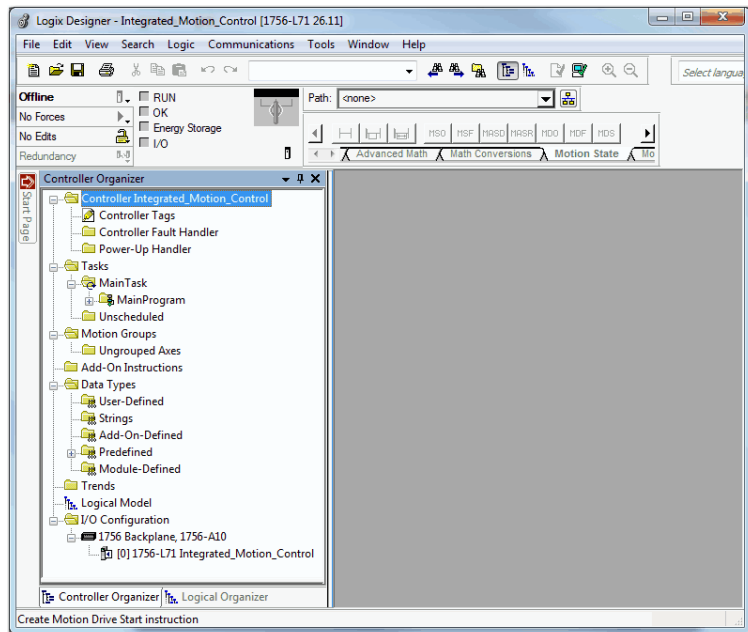 Logix Designer - Integrated_Motion_Control [1756-L71 26.11]
File Edit View Search Logic Communications Tools Window Help
Select langua
Offline
RUN
Path: <none>
No Forces
OK
No Edits
Energy Storage
I/O
Redundancy
MSO MSF MASD MASR MDO MDF MDS
Advanced Math Math Conversions Motion State Mo
Start Page
Controller Organizer
Controller Integrated_Motion_Control
Controller Tags
Controller Fault Handler
Power-Up Handler
Tasks
MainTask
MainProgram
Unscheduled
Motion Groups
Ungrouped Axes
Add-On Instructions
Data Types
User-Defined
Strings
Add-On-Defined
Predefined
Module-Defined
Trends
Logical Model
I/O Configuration
1756 Backplane, 1756-A10
[0] 1756-L71 Integrated_Motion_Control
Controller Organizer Logical Organizer
Create Motion Drive Start instruction